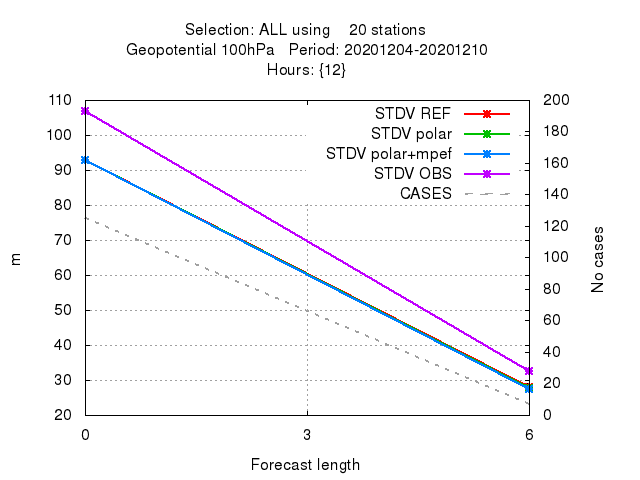 Selection: ALL using 20 stations
Geopotential 100hPa Period: 20201204-20201210
Hours: {12}
110 200
STDV REF
180
100 STDV polar
STDV polar+mpef
160
90
STDV OBS
140
CASES
80
120
70
100
m
No cases
60
80
50
60
40
40
30
20
20 0
0 3 6
Forecast length